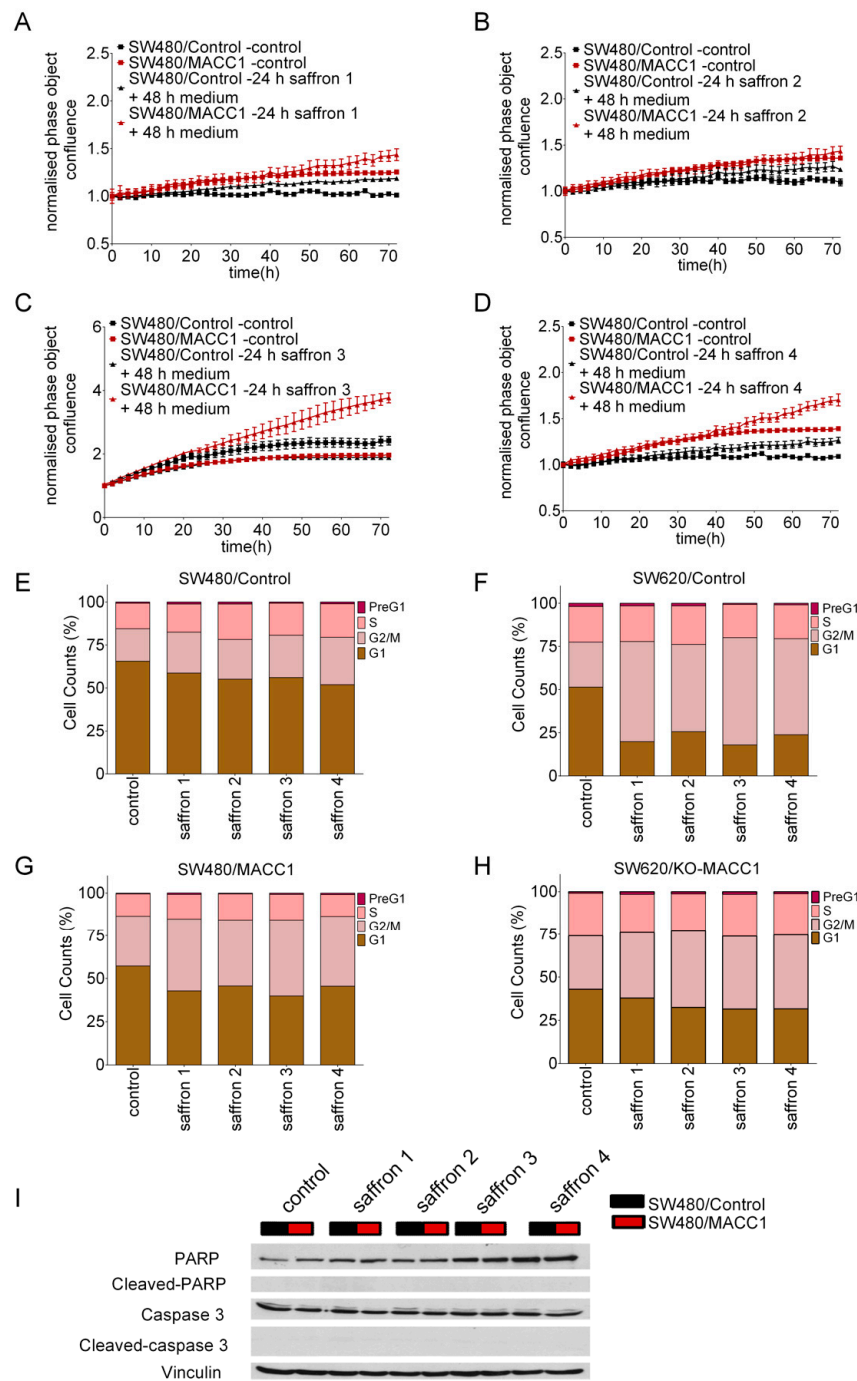 A
SW480/Control -control
SW480/MACC1 -control
SW480/Control -24 h saffron 1
+ 48 h medium
SW480/MACC1 -24 h saffron 1
+ 48 h medium
normalised phase object
confluence
2.5
2.0
1.5
1.0
0.5
0 10 20 30 40 50 60 70
time(h)
B
SW480/Control -control
SW480/MACC1 -control
SW480/Control -24 h saffron 2
+ 48 h medium
SW480/MACC1 -24 h saffron 2
+ 48 h medium
normalised phase object
confluence
2.5
2.0
1.5
1.0
0.5
0 10 20 30 40 50 60 70
time(h)
C
SW480/Control -control
SW480/MACC1 -control
SW480/Control -24 h saffron 3
+ 48 h medium
SW480/MACC1 -24 h saffron 3
+ 48 h medium
normalised phase object
confluence
6
4
2
0
0 10 20 30 40 50 60 70
time(h)
D
SW480/Control -control
SW480/MACC1 -control
SW480/Control -24 h saffron 4
+ 48 h medium
SW480/MACC1 -24 h saffron 4
+ 48 h medium
normalised phase object
confluence
2.5
2.0
1.5
1.0
0.5
0 10 20 30 40 50 60 70
time(h)
E
SW480/Control
Cell Counts (%)
100
75
50
25
0
PreG1
S
G2/M
G1
control
saffron 1
saffron 2
saffron 3
saffron 4
F
SW620/Control
Cell Counts (%)
100
75
50
25
0
PreG1
S
G2/M
G1
control
saffron 1
saffron 2
saffron 3
saffron 4
G
SW480/MACC1
Cell Counts (%)
100
75
50
25
0
PreG1
S
G2/M
G1
control
saffron 1
saffron 2
saffron 3
saffron 4
H
SW620/KO-MACC1
Cell Counts (%)
100
75
50
25
0
PreG1
S
G2/M
G1
control
saffron 1
saffron 2
saffron 3
saffron 4
I
control
saffron 1
saffron 2
saffron 3
saffron 4
SW480/Control
SW480/MACC1
PARP
Cleaved-PARP
Caspase 3
Cleaved-caspase 3
Vinculin